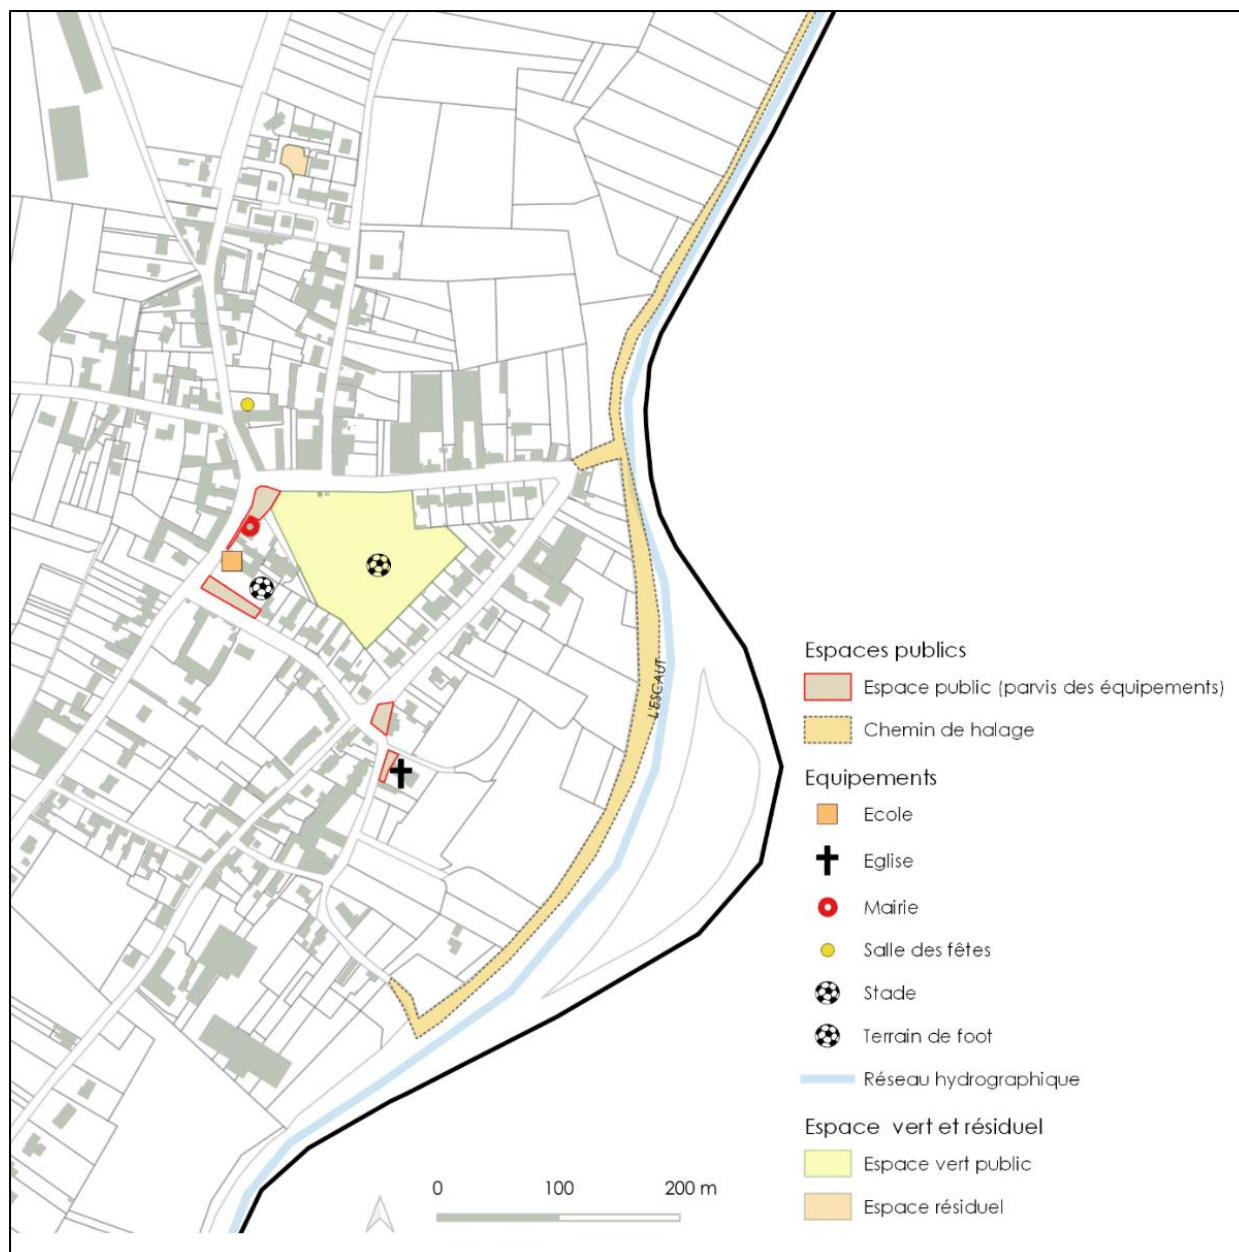 L'ESCAUT
Espaces publics
Espace public (parvis des équipements)
Chemin de halage
Equipements
Ecole
Eglise
Mairie
Salle des fêtes
Stade
Terrain de foot
Réseau hydrographique
Espace vert et résiduel
Espace vert public
Espace résiduel
0 100 200 m